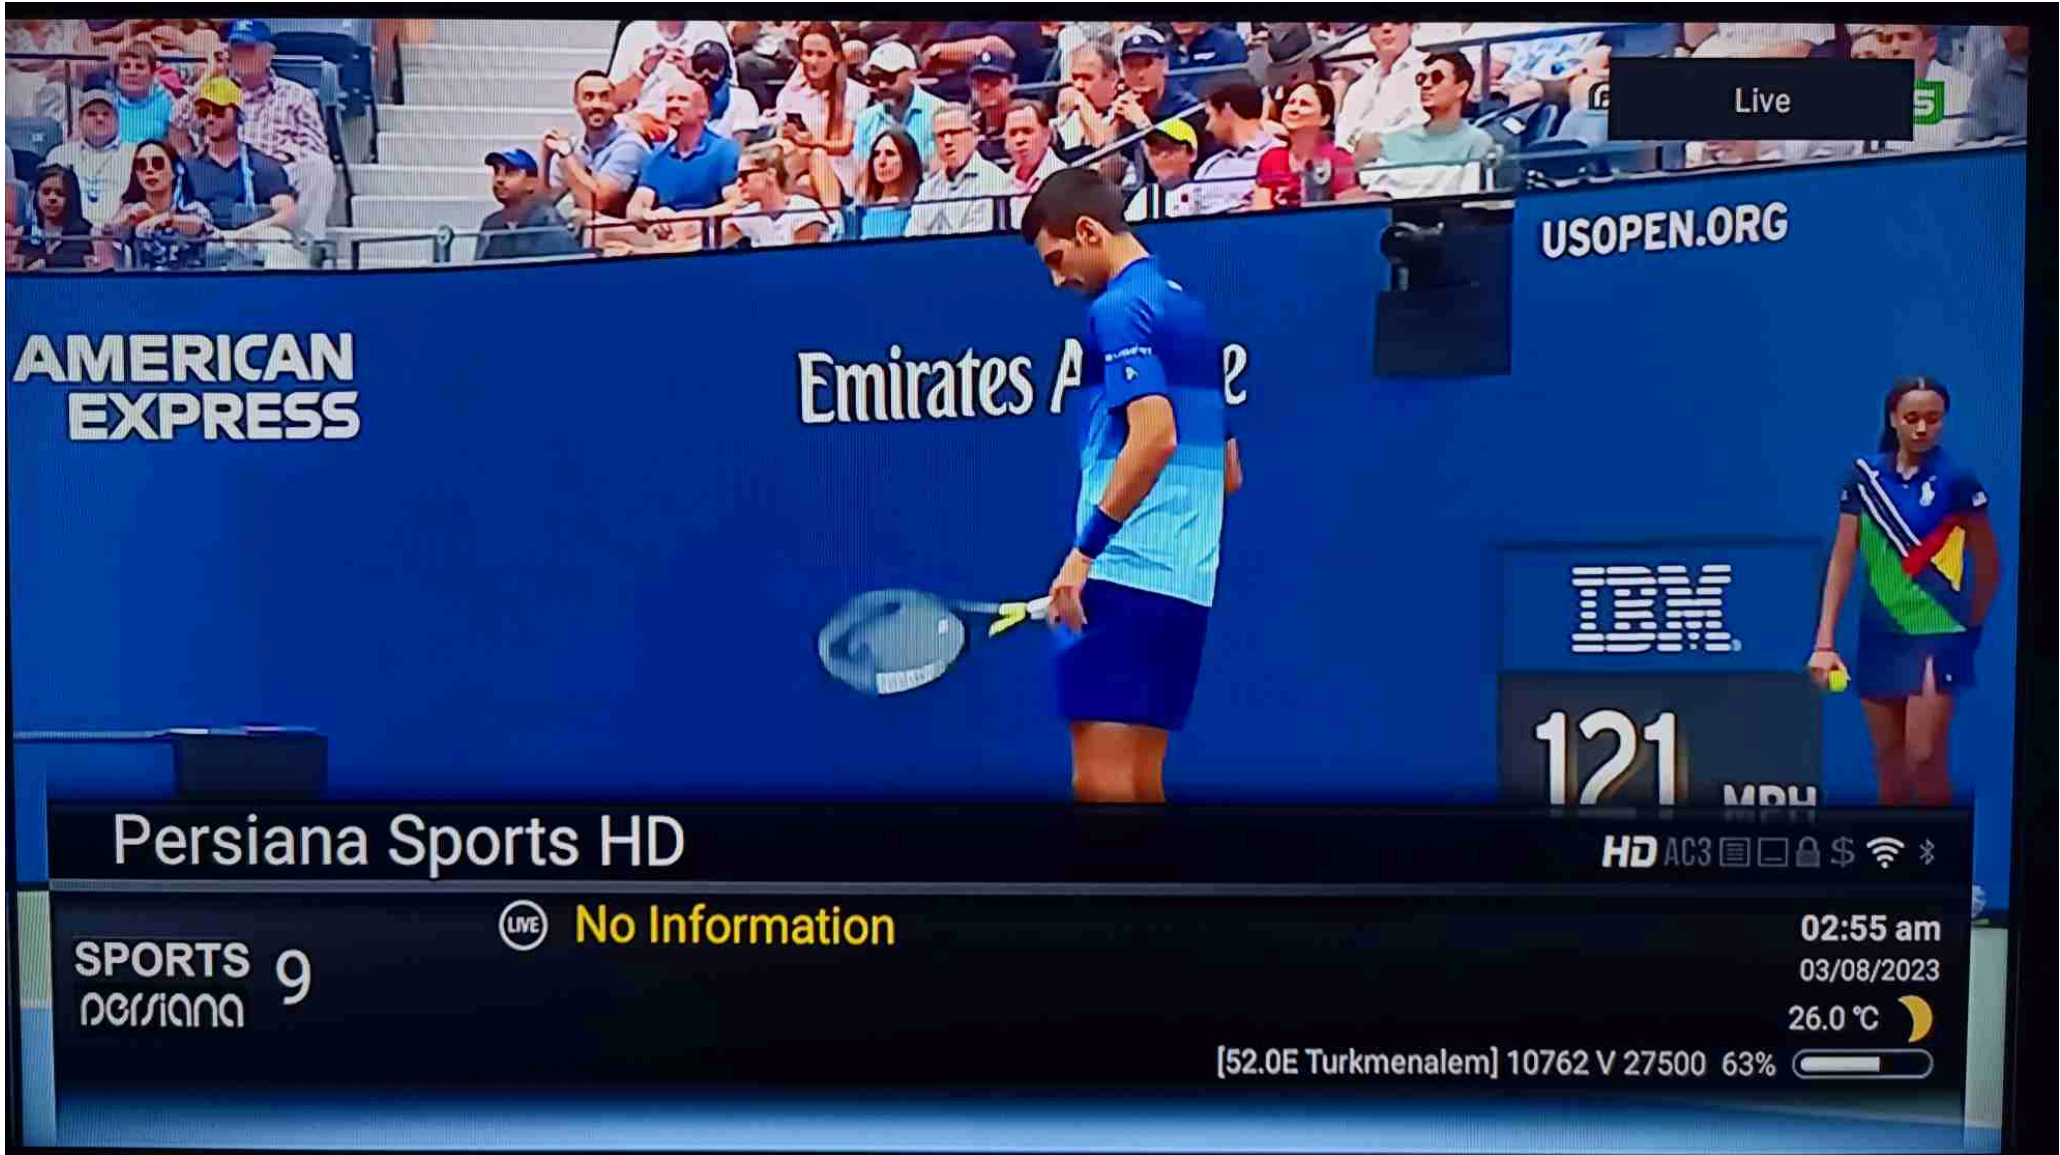 Live
S
USOPEN.ORG
AMERICAN
EXPRESS
Emirates A e
IBM
121
MPH
Persiana Sports HD
HD AC3 $
SPORTS
persiana
9
LIVE No Information
02:55 am
03/08/2023
26.0 °C
[52.0E Turkmenalem] 10762 V 27500 63%